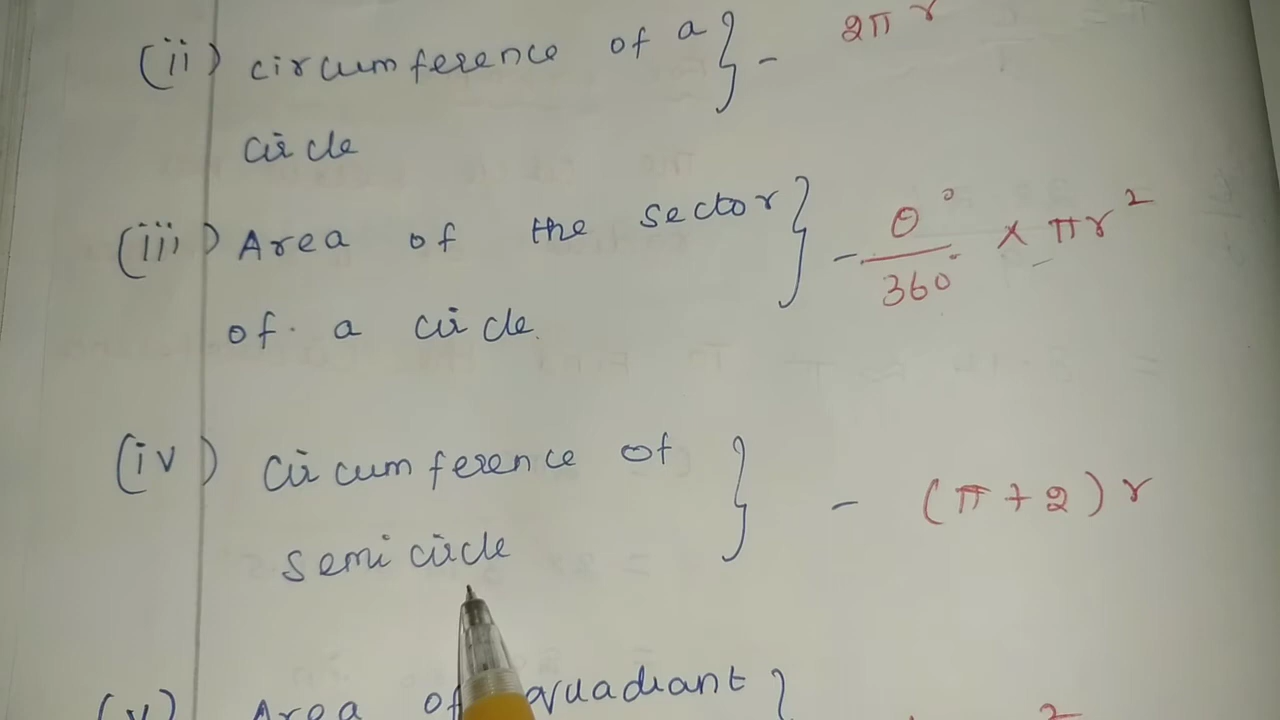 (ii) circumference of a } - 2πr
circle
(iii) Area of the sector } - θ°/360° × πr²
of a circle.
(iv) Circumference of } - (π+2)r
semicircle
(v) Area of quadrant }